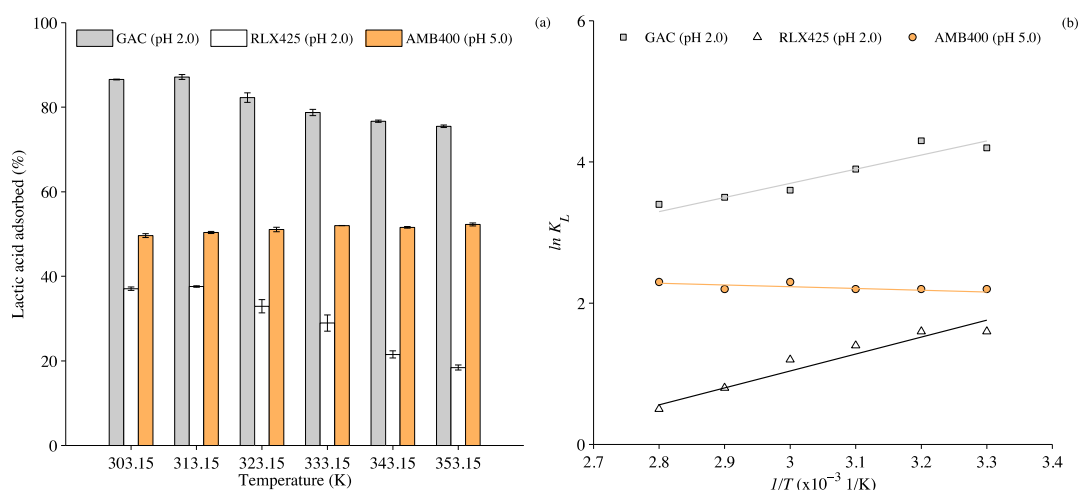 (a)
GAC (pH 2.0) RLX425 (pH 2.0) AMB400 (pH 5.0)
100
80
60
40
20
0
Lactic acid adsorbed (%)
303.15 313.15 323.15 333.15 343.15 353.15
Temperature (K)
(b)
GAC (pH 2.0) RLX425 (pH 2.0) AMB400 (pH 5.0)
6
4
2
0
ln K_L
2.7 2.8 2.9 3 3.1 3.2 3.3 3.4
1/T (x10⁻³ 1/K)